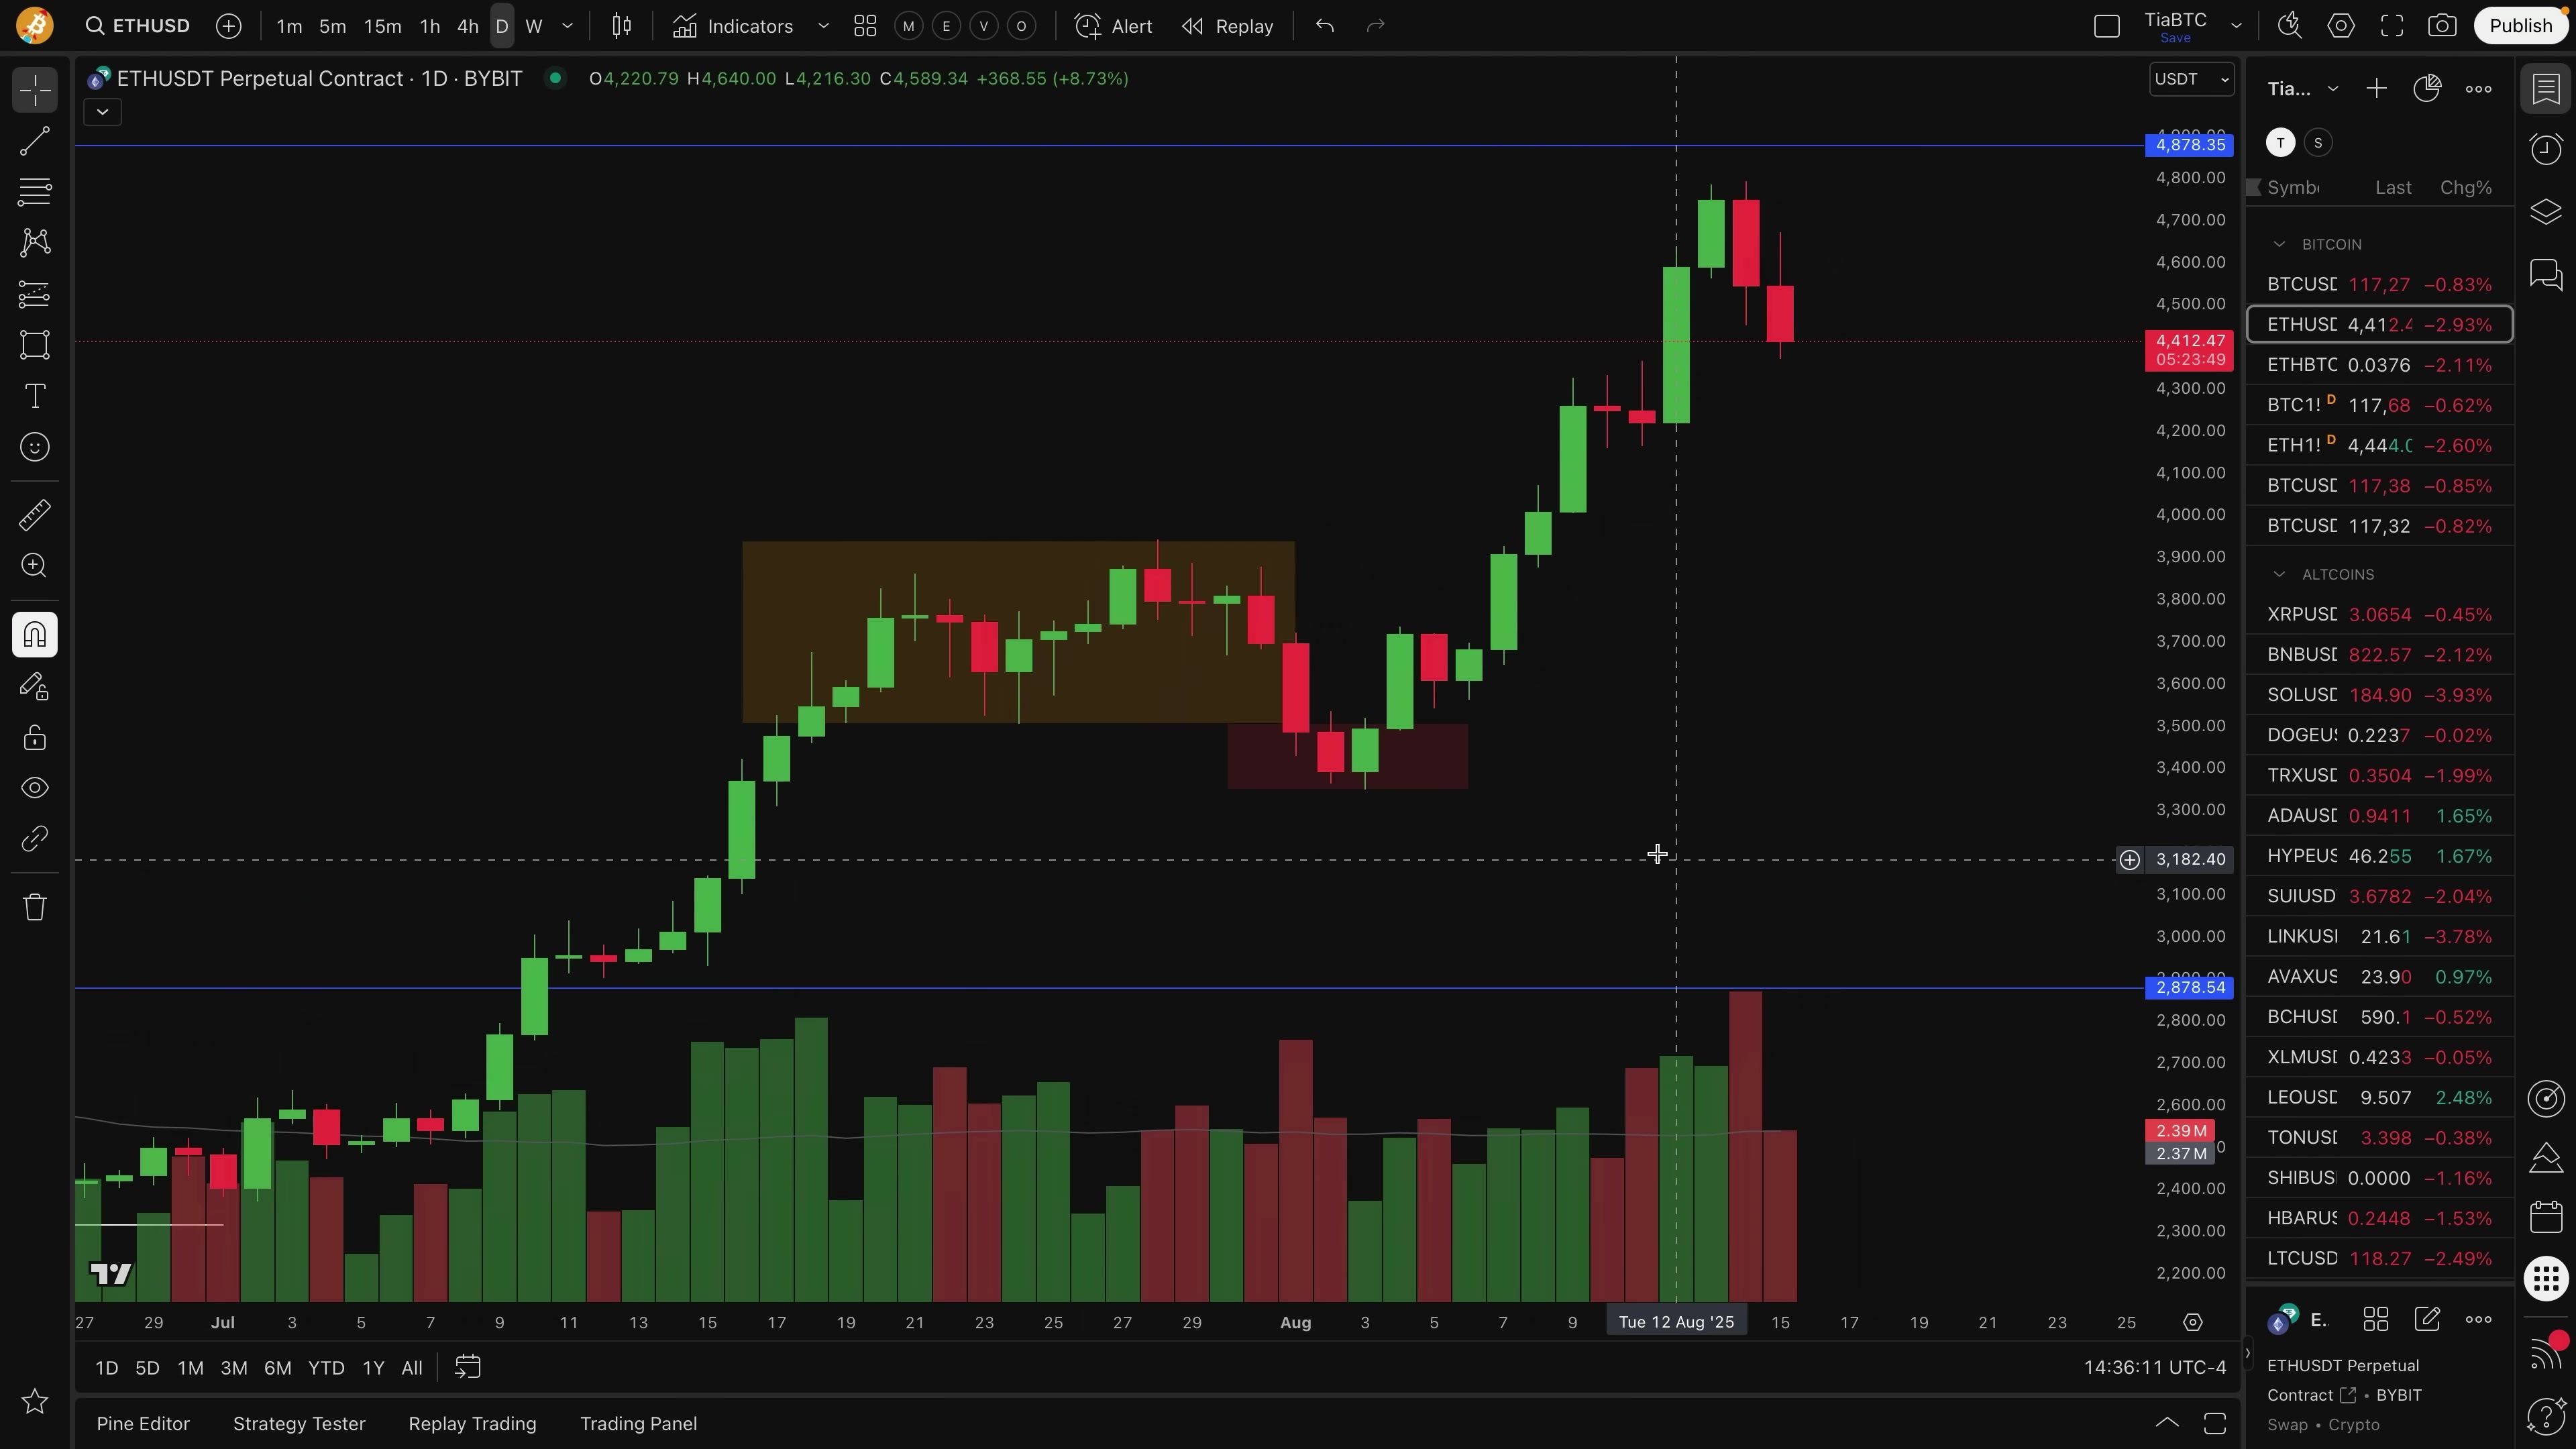 ETHUSD 1m 5m 15m 1h 4h D W Indicators M E V O Alert Replay TiaBTC Save Publish
ETHUSDT Perpetual Contract · 1D · BYBIT O4,220.79 H4,640.00 L4,216.30 C4,589.34 +368.55 (+8.73%)
USDT
4,878.35
4,800.00
4,700.00
4,600.00
4,500.00
4,412.47
05:23:49
4,300.00
4,200.00
4,100.00
4,000.00
3,900.00
3,800.00
3,700.00
3,600.00
3,500.00
3,400.00
3,300.00
3,182.40
3,100.00
3,000.00
2,878.54
2,800.00
2,700.00
2,600.00
2.39 M
2.37 M
2,400.00
2,300.00
2,200.00
27 29 Jul 3 5 7 9 11 13 15 17 19 21 23 25 27 29 Aug 3 5 7 9 Tue 12 Aug '25 15 17 19 21 23 25
1D 5D 1M 3M 6M YTD 1Y All
14:36:11 UTC-4
Pine Editor Strategy Tester Replay Trading Trading Panel
Tia...
T S
Last Chg%
BITCOIN
BTCUSD 117,27 −0.83%
ETHUSD 4,412.4 −2.93%
ETHBTC 0.0376 −2.11%
BTC1! D 117,68 −0.62%
ETH1! D 4,444.0 −2.60%
BTCUSD 117,38 −0.85%
BTCUSD 117,32 −0.82%
ALTCOINS
XRPUSD 3.0654 −0.45%
BNBUSD 822.57 −2.12%
SOLUSD 184.90 −3.93%
DOGEUS 0.2237 −0.02%
TRXUSD 0.3504 −1.99%
ADAUSD 0.9411 1.65%
HYPEUS 46.255 1.67%
SUIUSD 3.6782 −2.04%
LINKUSD 21.61 −3.78%
AVAXUS 23.90 0.97%
BCHUSD 590.1 −0.52%
XLMUSD 0.4233 −0.05%
LEOUSD 9.507 2.48%
TONUSD 3.398 −0.38%
SHIBUS 0.0000 −1.16%
HBARUS 0.2448 −1.53%
LTCUSD 118.27 −2.49%
E.
ETHUSDT Perpetual
Contract • BYBIT
Swap • Crypto